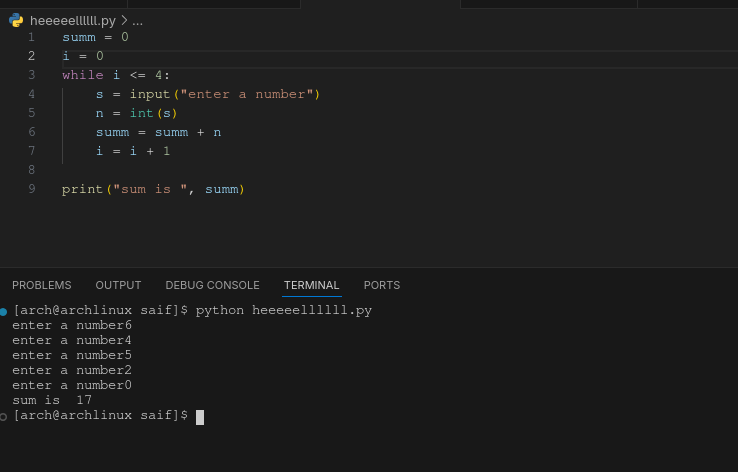 heeeeellllll.py > ...
1 summ = 0
2 i = 0
3 while i <= 4:
4     s = input("enter a number")
5     n = int(s)
6     summ = summ + n
7     i = i + 1
8
9 print("sum is ", summ)
PROBLEMS OUTPUT DEBUG CONSOLE TERMINAL PORTS
[arch@archlinux saif]$ python heeeeellllll.py
enter a number6
enter a number4
enter a number5
enter a number2
enter a number0
sum is  17
[arch@archlinux saif]$